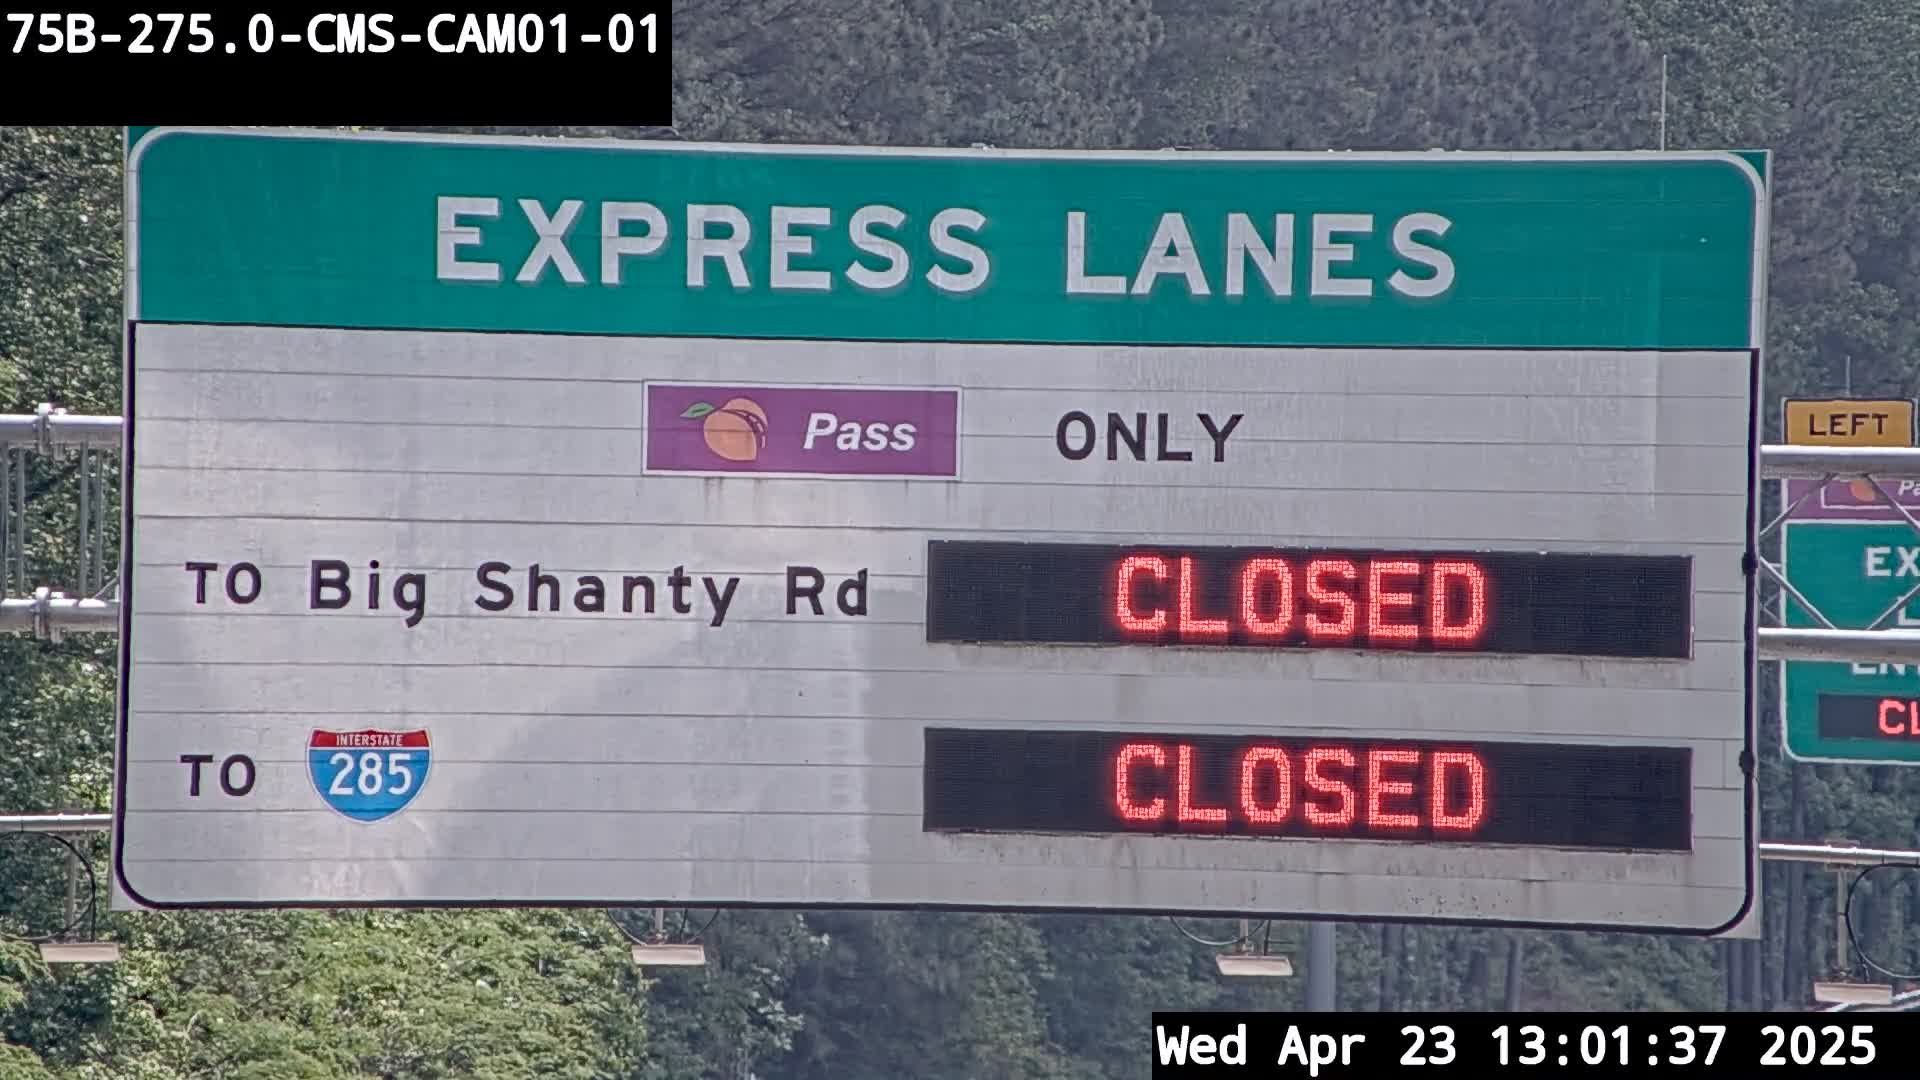 75B-275.0-CMS-CAM01-01
EXPRESS LANES
Pass ONLY
TO Big Shanty Rd CLOSED
TO INTERSTATE 285 CLOSED
LEFT
Wed Apr 23 13:01:37 2025